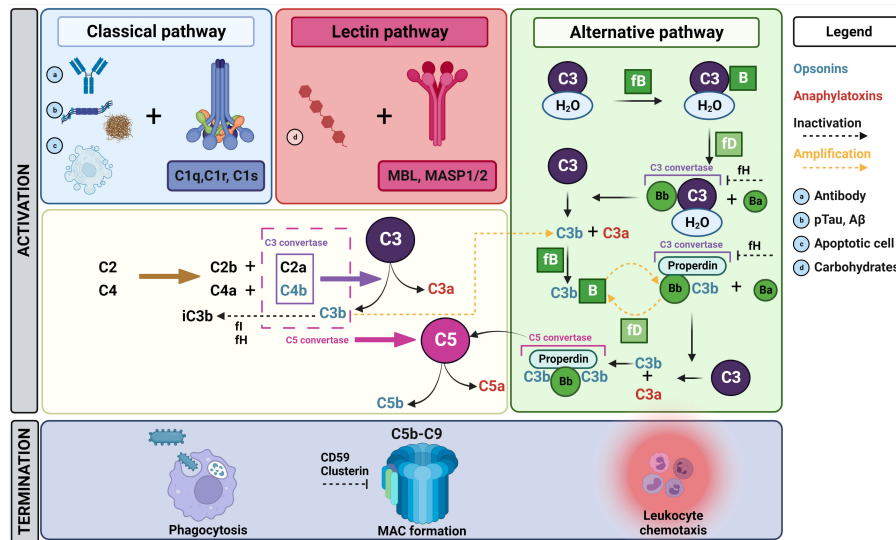 Classical pathway
Lectin pathway
Alternative pathway
Legend
ACTIVATION
a
b
c
+
C1q,C1r, C1s
d
+
MBL, MASP1/2
C3
H₂O
fB
C3
B
H₂O
fD
C3
C3 convertase
fH
Bb
C3
H₂O
+
Ba
C3b + C3a
fB
C3b
B
C3 convertase
fH
Properdin
Bb
C3b
+
Ba
fD
C5 convertase
Properdin
C3b
Bb
C3b
C3b
+
C3a
C3
Opsonins
Anaphylatoxins
Inactivation
Amplification
a Antibody
b pTau, Aβ
c Apoptotic cell
d Carbohydrates
C2
C4
C2b +
C4a +
C3 convertase
C2a
C4b
C3
C3a
iC3b
fI
fH
C3b
C5 convertase
C5
C5a
C5b
TERMINATION
Phagocytosis
C5b-C9
CD59
Clusterin
MAC formation
Leukocyte
chemotaxis